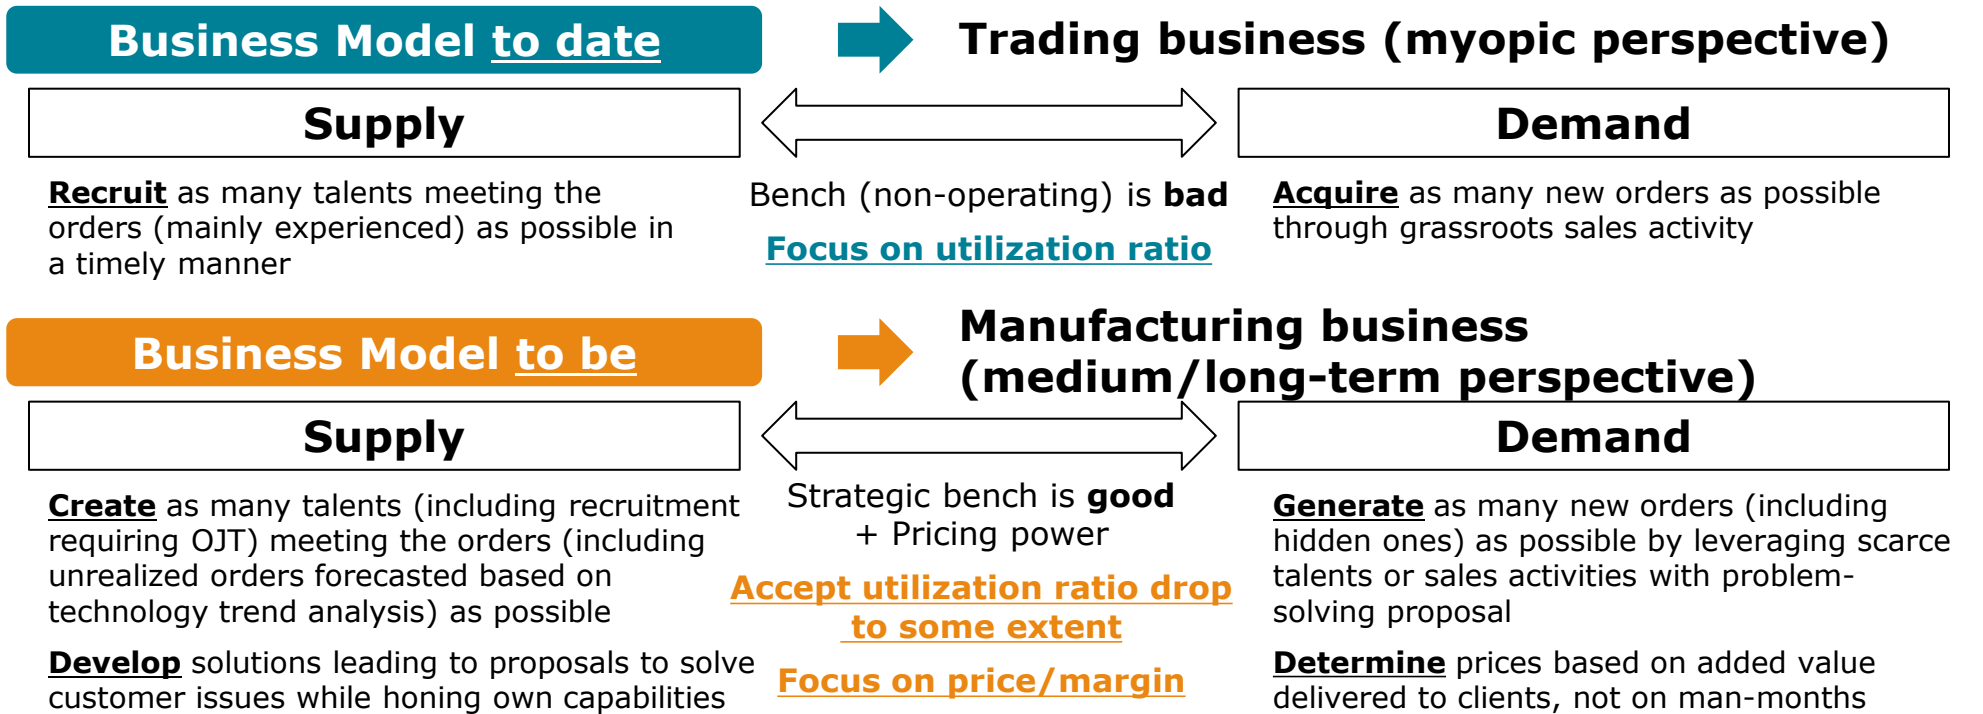 Business Model to date
Trading business (myopic perspective)
Supply
Demand
Recruit as many talents meeting the
orders (mainly experienced) as possible in
a timely manner
Bench (non-operating) is bad
Focus on utilization ratio
Acquire as many new orders as possible
through grassroots sales activity
Business Model to be
Manufacturing business
(medium/long-term perspective)
Supply
Demand
Create as many talents (including recruitment
requiring OJT) meeting the orders (including
unrealized orders forecasted based on
technology trend analysis) as possible
Develop solutions leading to proposals to solve
customer issues while honing own capabilities
Strategic bench is good
+ Pricing power
Accept utilization ratio drop
to some extent
Focus on price/margin
Generate as many new orders (including
hidden ones) as possible by leveraging scarce
talents or sales activities with problem-
solving proposal
Determine prices based on added value
delivered to clients, not on man-months